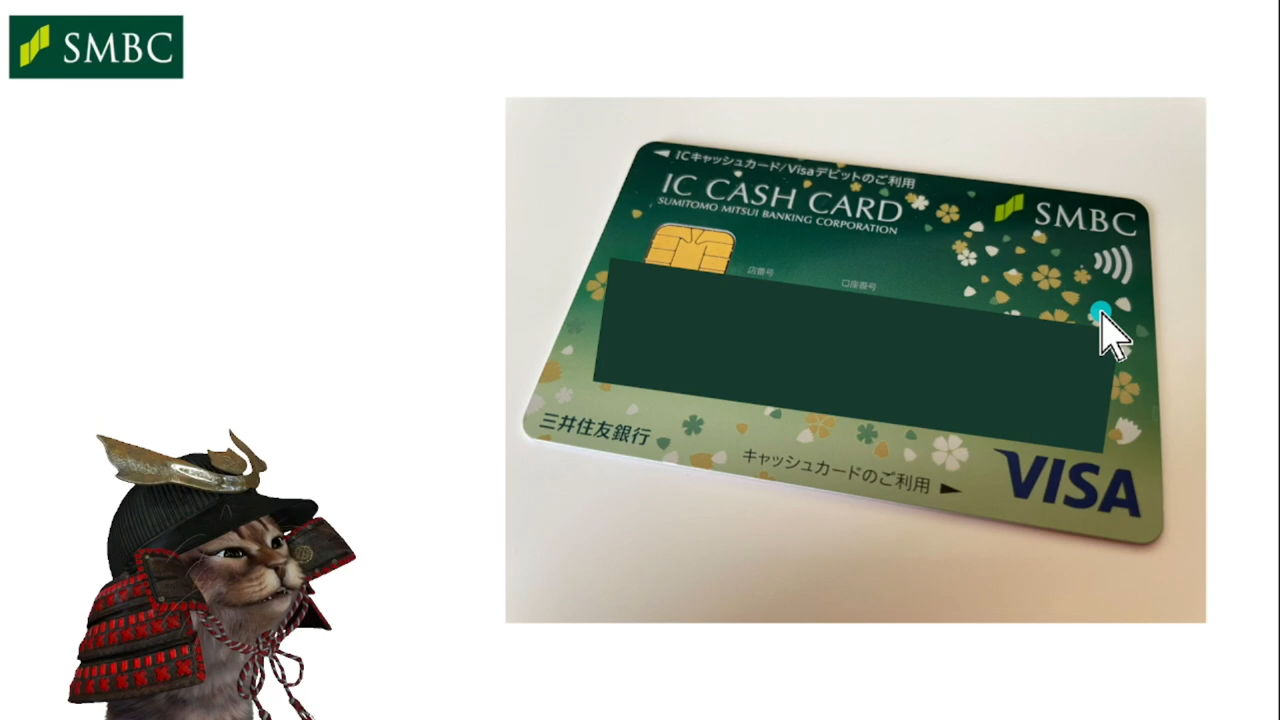 SMBC
ICキャッシュカード/Visaデビットのご利用
IC CASH CARD
SUMITOMO MITSUI BANKING CORPORATION
SMBC
店番号
口座番号
三井住友銀行
キャッシュカードのご利用
VISA